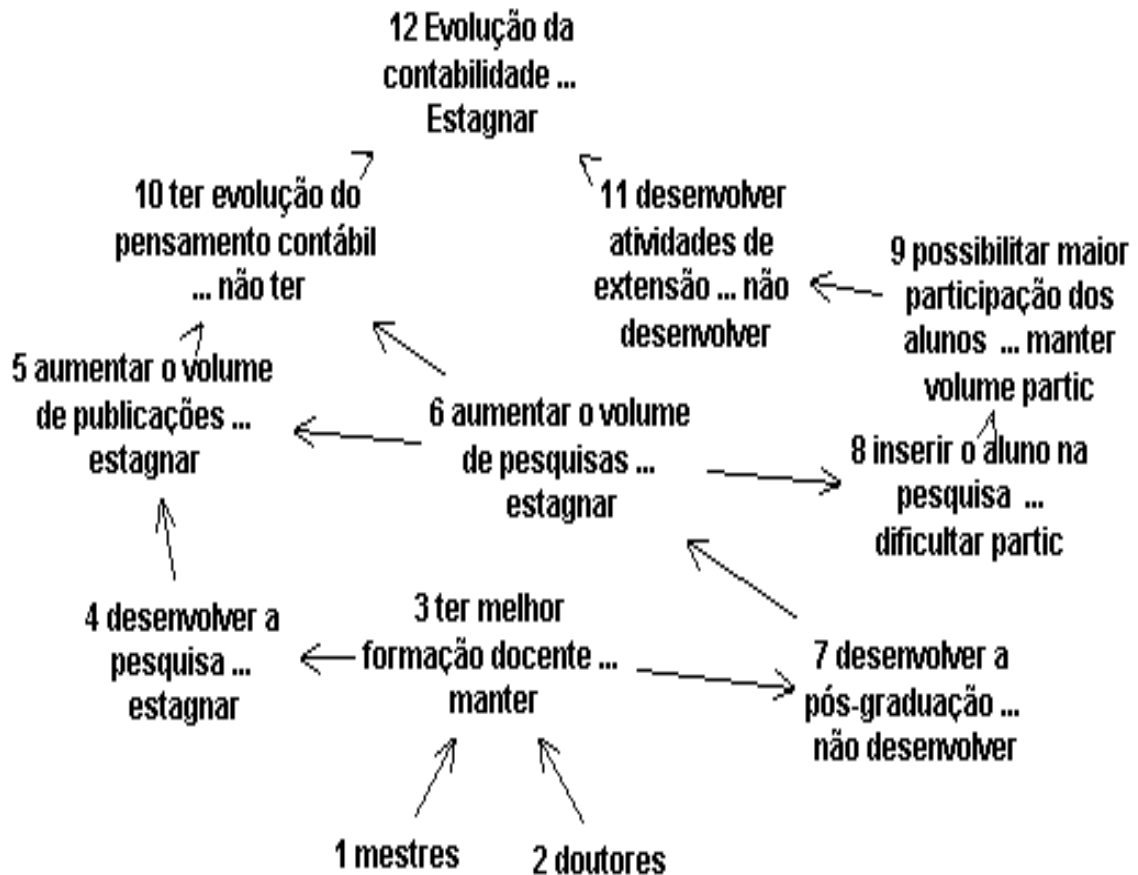 12 Evolução da
contabilidade ...
Estagnar
10 ter evolução do
pensamento contábil
... não ter
11 desenvolver
atividades de
extensão ... não
desenvolver
9 possibilitar maior
participação dos
alunos ... manter
volume partic
5 aumentar o volume
de publicações ...
estagnar
6 aumentar o volume
de pesquisas ...
estagnar
8 inserir o aluno na
pesquisa ...
dificultar partic
4 desenvolver a
pesquisa ...
estagnar
3 ter melhor
formação docente ...
manter
7 desenvolver a
pós-graduação ...
não desenvolver
1 mestres
2 doutores